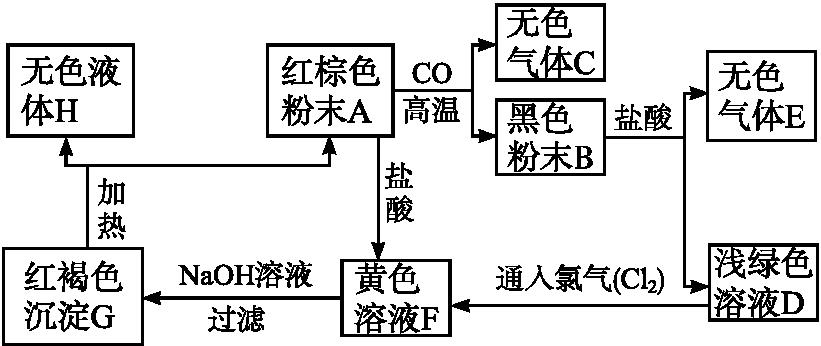 无色
气体C
无色液
体H
红棕色
粉末A
CO
高温
黑色
粉末B
盐酸
无色
气体E
加
热
盐
酸
红褐色
沉淀G
NaOH溶液
过滤
黄色
溶液F
通入氯气(Cl₂)
浅绿色
溶液D